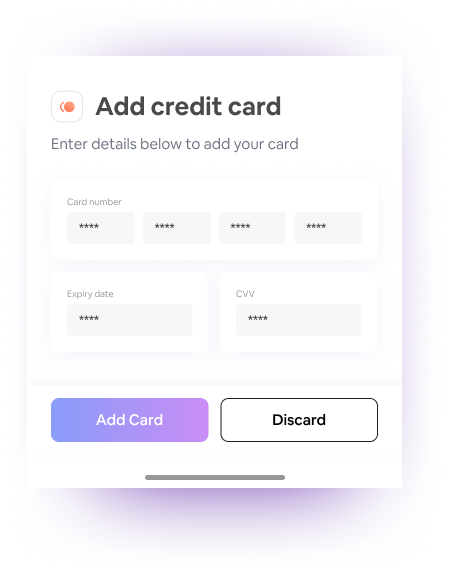 Add credit card
Enter details below to add your card
Card number
**** **** **** ****
Expiry date CVV
**** ****
Add Card Discard